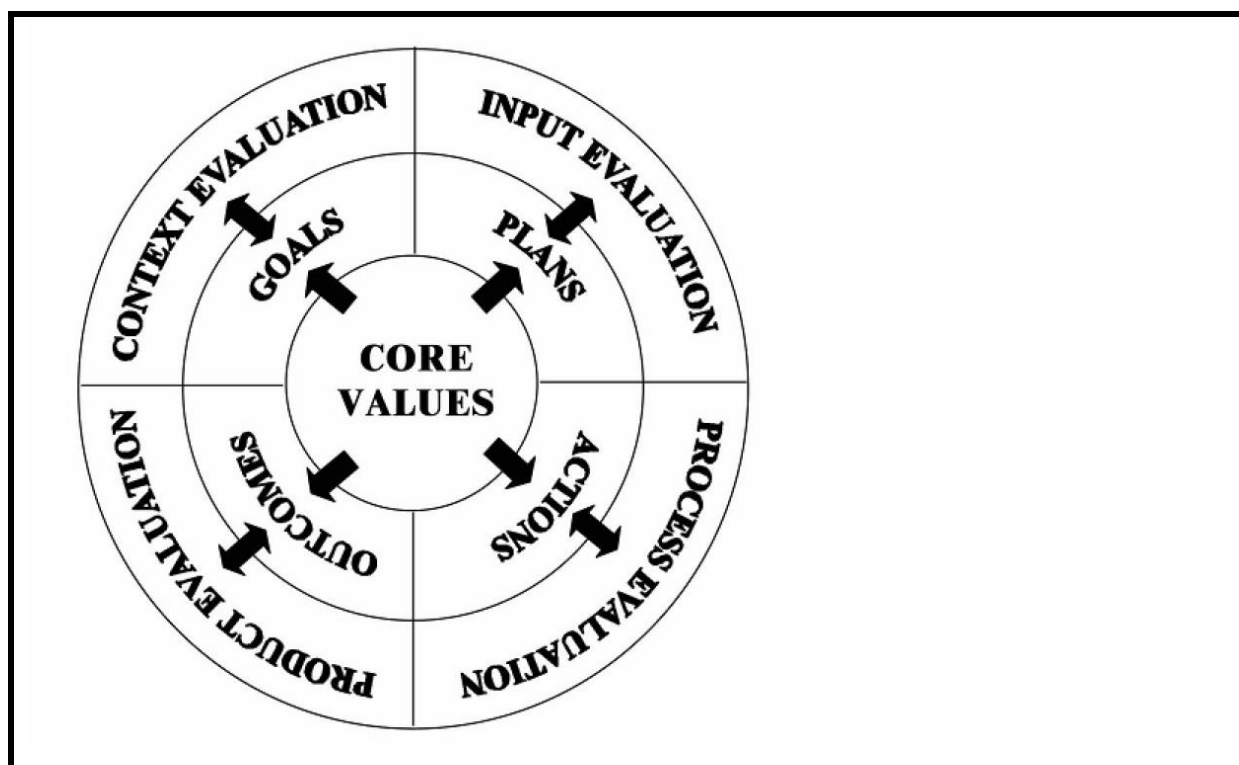 CONTEXT EVALUATION
INPUT EVALUATION
GOALS
PLANS
CORE
VALUES
OUTCOMES
ACTIONS
PRODUCT EVALUATION
PROCESS EVALUATION